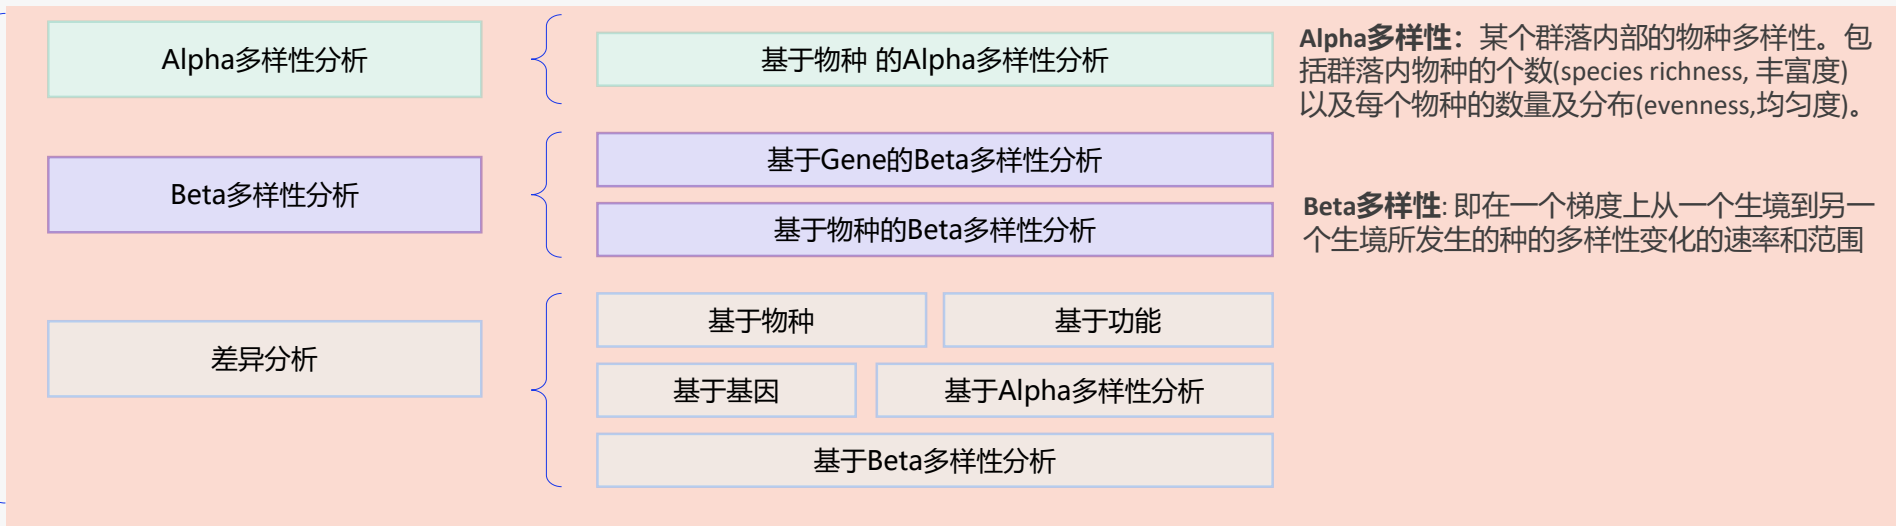 Alpha多样性分析
基于物种 的Alpha多样性分析
Alpha多样性：某个群落内部的物种多样性。包
括群落内物种的个数(species richness, 丰富度)
以及每个物种的数量及分布(evenness,均匀度)。
Beta多样性分析
基于Gene的Beta多样性分析
基于物种的Beta多样性分析
Beta多样性: 即在一个梯度上从一个生境到另一
个生境所发生的种的多样性变化的速率和范围
差异分析
基于物种
基于功能
基于基因
基于Alpha多样性分析
基于Beta多样性分析